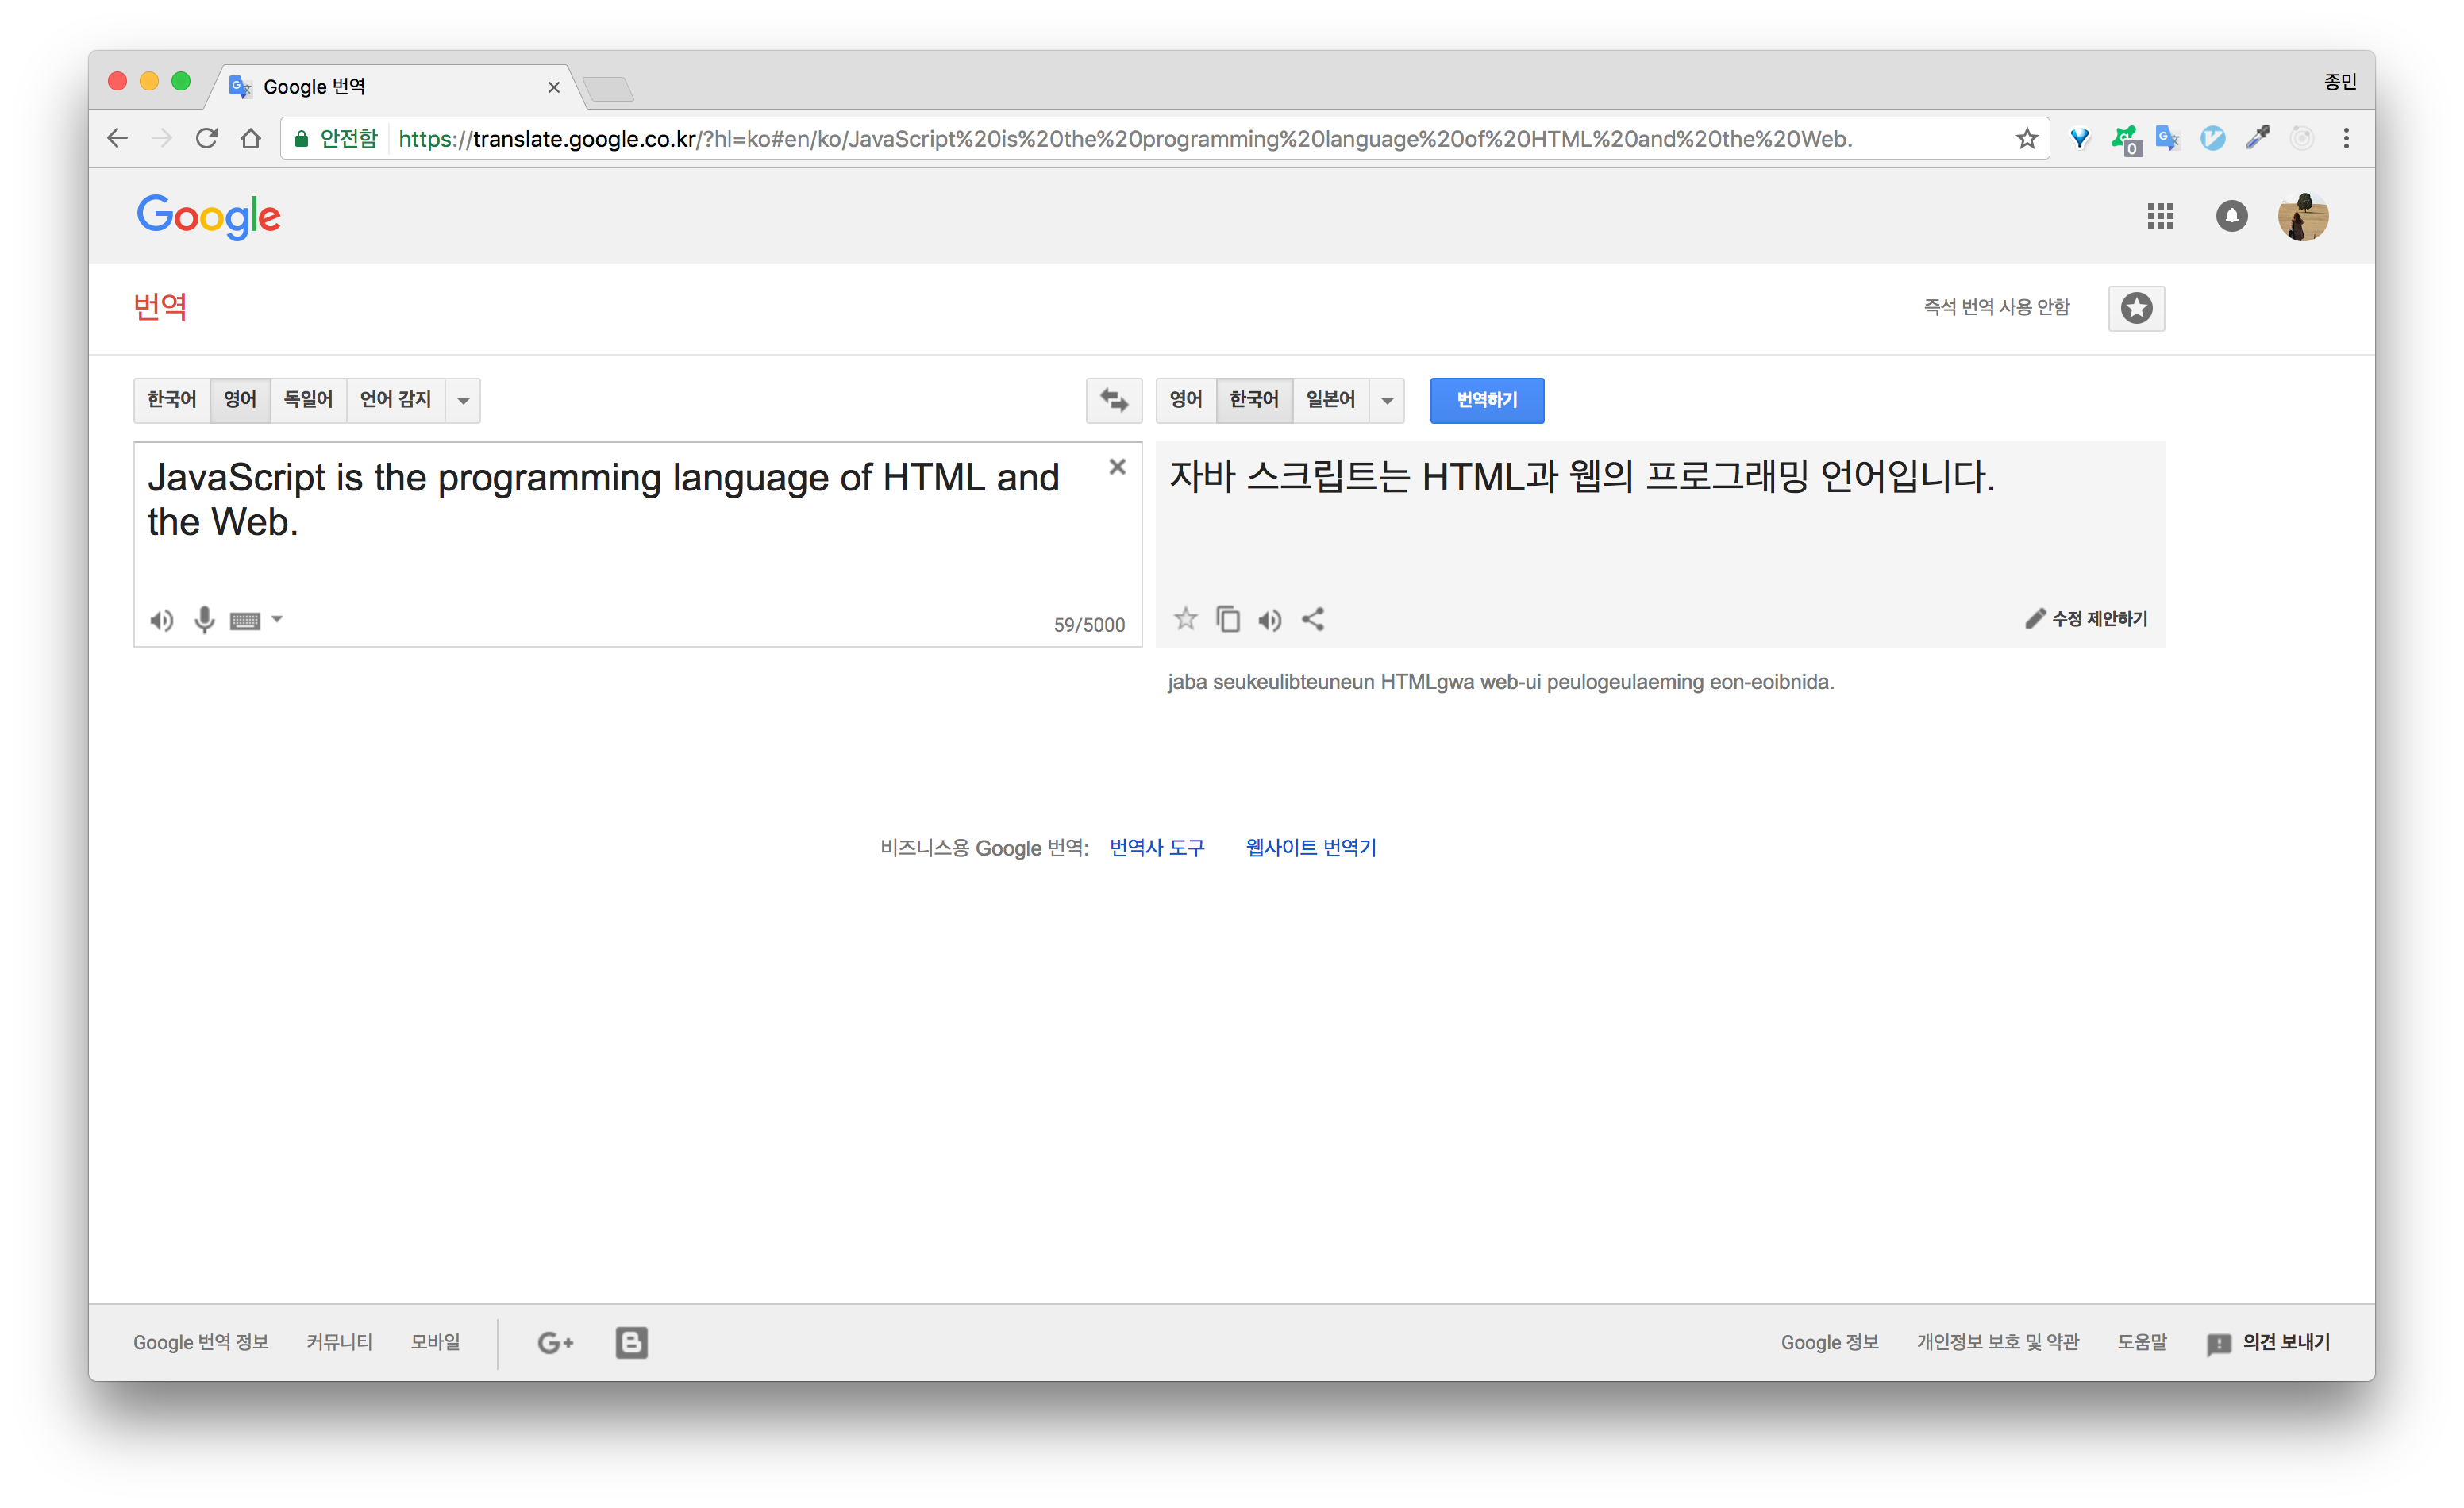 Google 번역
종민
안전함 https://translate.google.co.kr/?hl=ko#en/ko/JavaScript%20is%20the%20programming%20language%20of%20HTML%20and%20the%20Web.
0
Google
번역
즉석 번역 사용 안함
한국어 영어 독일어 언어 감지
영어 한국어 일본어 번역하기
JavaScript is the programming language of HTML and
the Web.
59/5000
자바 스크립트는 HTML과 웹의 프로그래밍 언어입니다.
수정 제안하기
jaba seukeulibteuneun HTMLgwa web-ui peulogeulaeming eon-eoibnida.
비즈니스용 Google 번역: 번역사 도구 웹사이트 번역기
Google 번역 정보 커뮤니티 모바일 G+ B Google 정보 개인정보 보호 및 약관 도움말 의견 보내기